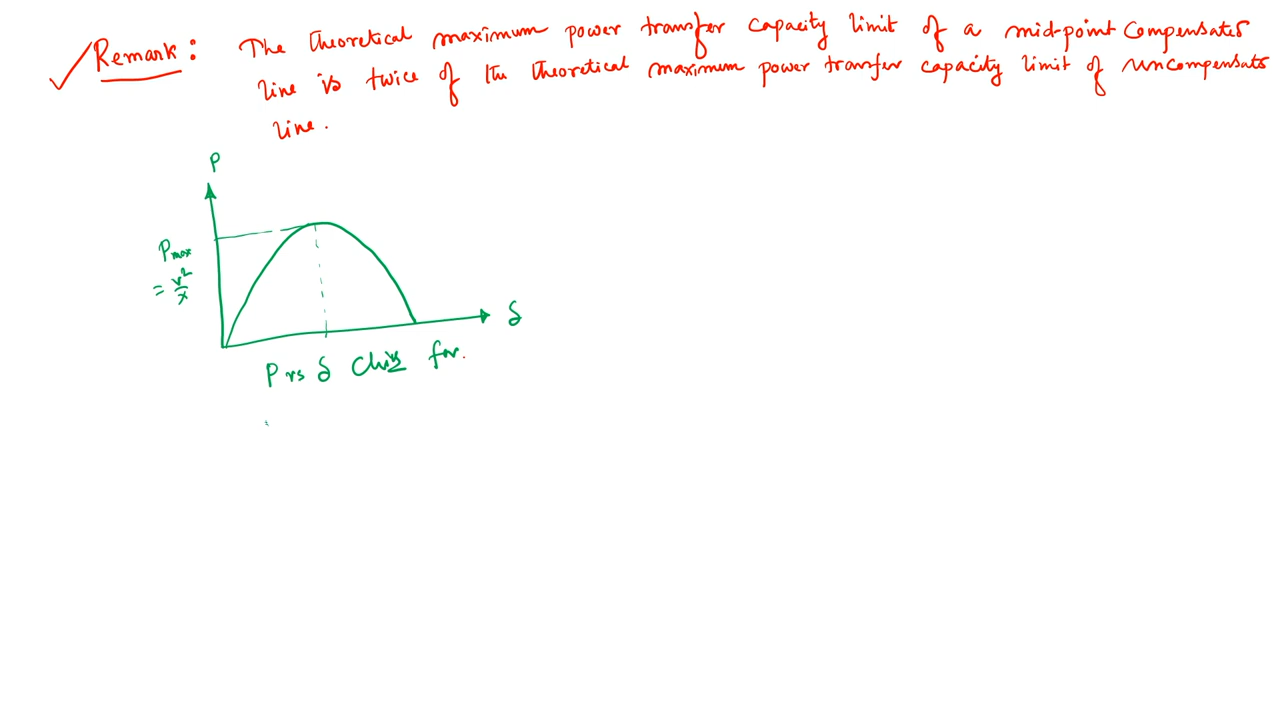 Remark: The theoretical maximum power transfer capacity limit of a mid-point compensated
line is twice of the theoretical maximum power transfer capacity limit of uncompensated
line.
P
Pmax
= v²/x
δ
P vs δ Ch̲r̲s̲ for